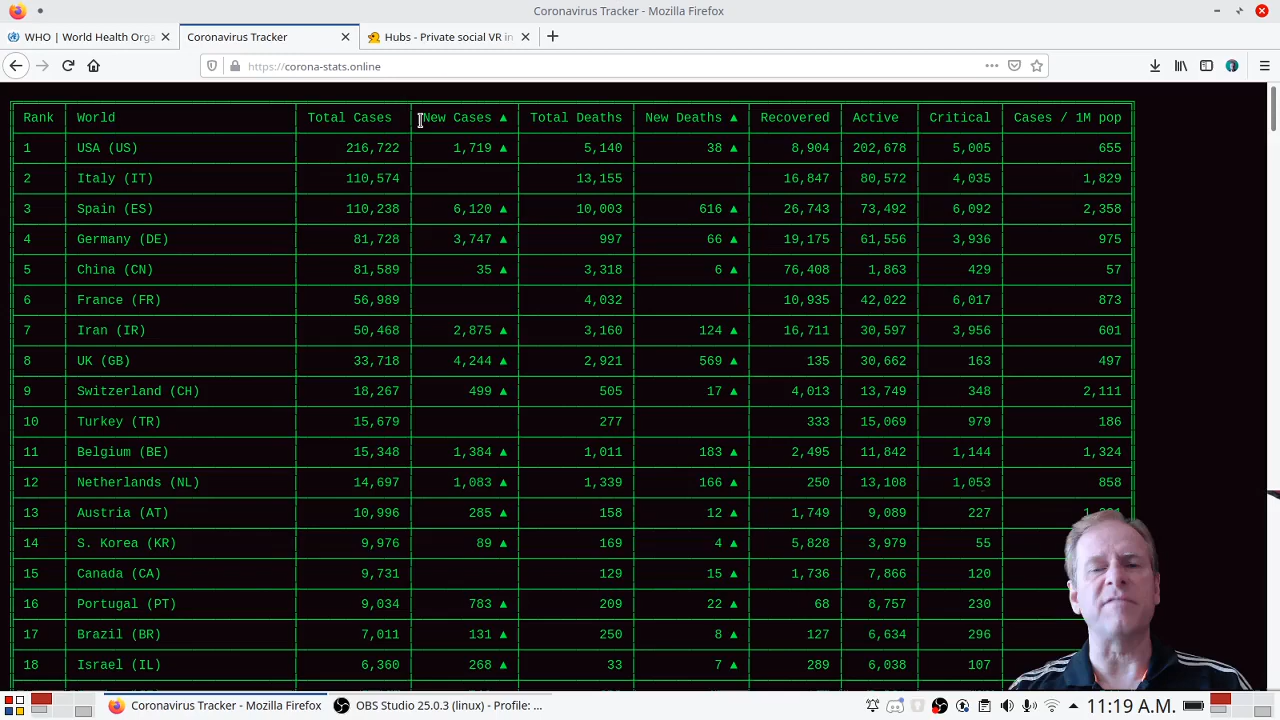 Coronavirus Tracker - Mozilla Firefox
WHO | World Health Orga
Coronavirus Tracker
Hubs - Private social VR in
https://corona-stats.online
Rank World Total Cases New Cases ▲ Total Deaths New Deaths ▲ Recovered Active Critical Cases / 1M pop
1 USA (US) 216,722 1,719 ▲ 5,140 38 ▲ 8,904 202,678 5,005 655
2 Italy (IT) 110,574 13,155 16,847 80,572 4,035 1,829
3 Spain (ES) 110,238 6,120 ▲ 10,003 616 ▲ 26,743 73,492 6,092 2,358
4 Germany (DE) 81,728 3,747 ▲ 997 66 ▲ 19,175 61,556 3,936 975
5 China (CN) 81,589 35 ▲ 3,318 6 ▲ 76,408 1,863 429 57
6 France (FR) 56,989 4,032 10,935 42,022 6,017 873
7 Iran (IR) 50,468 2,875 ▲ 3,160 124 ▲ 16,711 30,597 3,956 601
8 UK (GB) 33,718 4,244 ▲ 2,921 569 ▲ 135 30,662 163 497
9 Switzerland (CH) 18,267 499 ▲ 505 17 ▲ 4,013 13,749 348 2,111
10 Turkey (TR) 15,679 277 333 15,069 979 186
11 Belgium (BE) 15,348 1,384 ▲ 1,011 183 ▲ 2,495 11,842 1,144 1,324
12 Netherlands (NL) 14,697 1,083 ▲ 1,339 166 ▲ 250 13,108 1,053 858
13 Austria (AT) 10,996 285 ▲ 158 12 ▲ 1,749 9,089 227
14 S. Korea (KR) 9,976 89 ▲ 169 4 ▲ 5,828 3,979 55
15 Canada (CA) 9,731 129 15 ▲ 1,736 7,866 120
16 Portugal (PT) 9,034 783 ▲ 209 22 ▲ 68 8,757 230
17 Brazil (BR) 7,011 131 ▲ 250 8 ▲ 127 6,634 296
18 Israel (IL) 6,360 268 ▲ 33 7 ▲ 289 6,038 107
Coronavirus Tracker - Mozilla Firefox
OBS Studio 25.0.3 (linux) - Profile: ...
11:19 A.M.